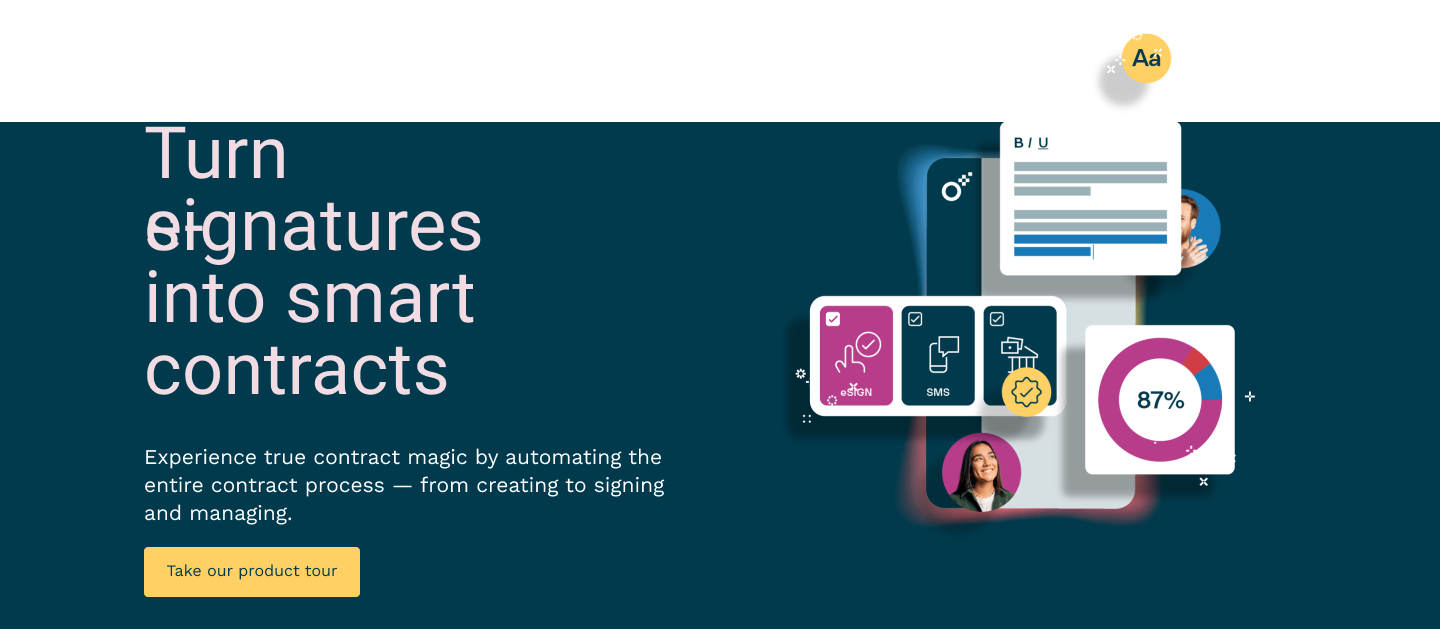 Aa
Turn
e-signatures
into smart
contracts
Experience true contract magic by automating the
entire contract process — from creating to signing
and managing.
Take our product tour
B I U
eSIGN
SMS
87%